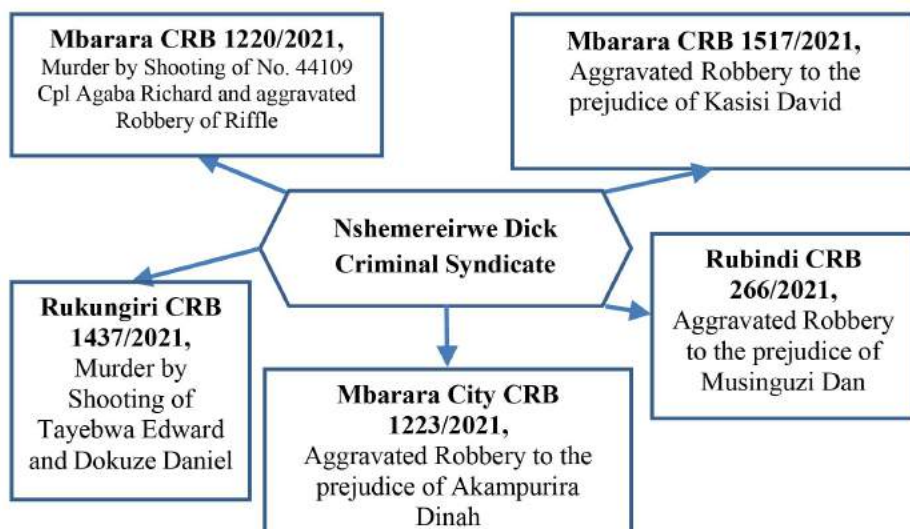 Mbarara CRB 1220/2021,
Murder by Shooting of No. 44109
Cpl Agaba Richard and aggravated
Robbery of Riffle
Mbarara CRB 1517/2021,
Aggravated Robbery to the
prejudice of Kasisi David
Nshemereirwe Dick
Criminal Syndicate
Rukungiri CRB
1437/2021,
Murder by
Shooting of
Tayebwa Edward
and Dokuze Daniel
Mbarara City CRB
1223/2021,
Aggravated Robbery to the
prejudice of Akampurira
Dinah
Rubindi CRB
266/2021,
Aggravated Robbery
to the prejudice of
Musinguzi Dan